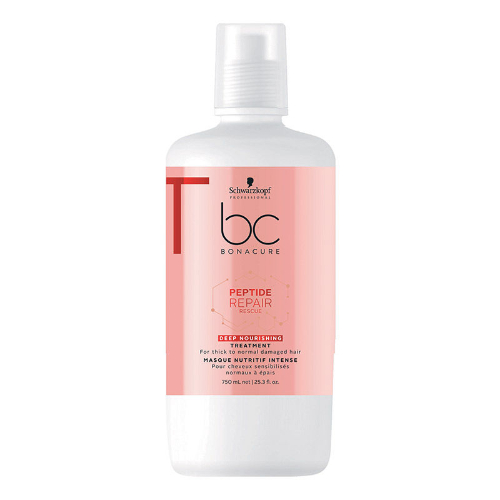 Schwarzkopf
PROFESSIONAL
T
bc
BONACURE
PEPTIDE
REPAIR
RESCUE
DEEP NOURISHING
TREATMENT
For thick to normal damaged hair
MASQUE NUTRITIF INTENSE
Pour cheveux sensibilisés
normaux à épais
750 mL net | 25.3 fl. oz.